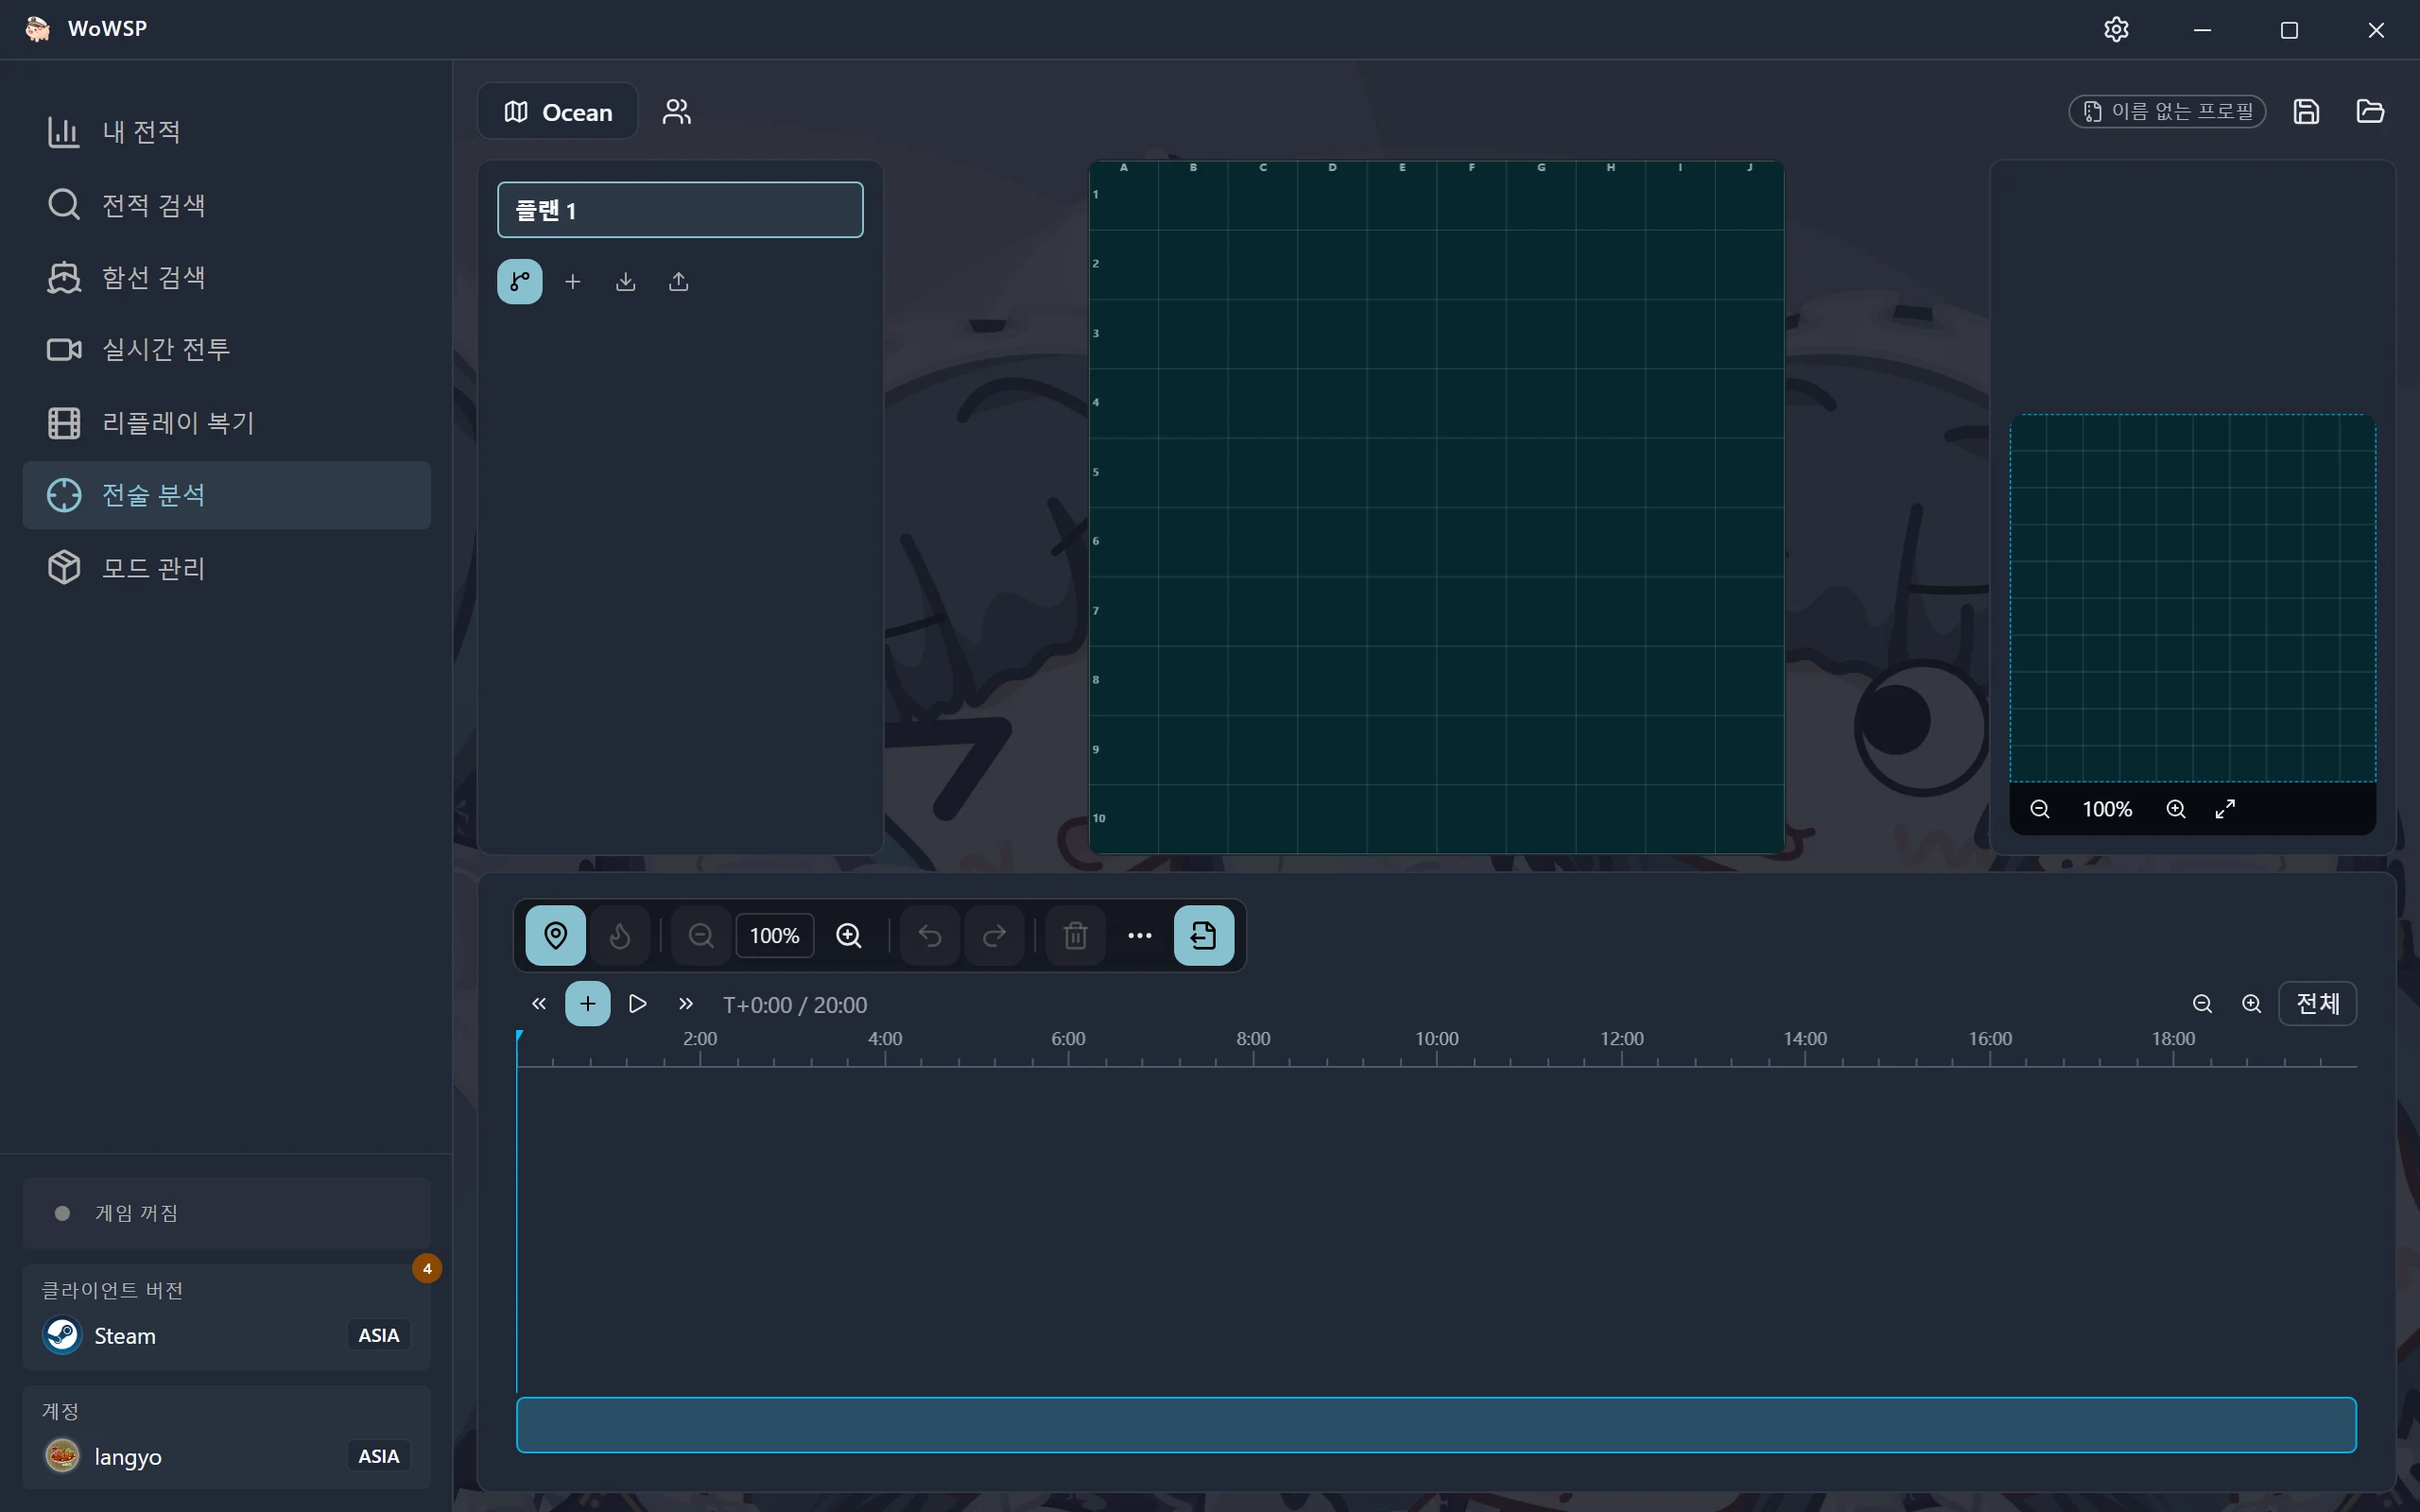 WoWSP
내 전적
전적 검색
함선 검색
실시간 전투
리플레이 복기
전술 분석
모드 관리
게임 꺼짐
4
클라이언트 버전
Steam ASIA
계정
langyo ASIA
Ocean
이름 없는 프로필
플랜 1
A B C D E F G H I J
1
2
3
4
5
6
7
8
9
10
100%
100%
T+0:00 / 20:00
전체
2:00 4:00 6:00 8:00 10:00 12:00 14:00 16:00 18:00